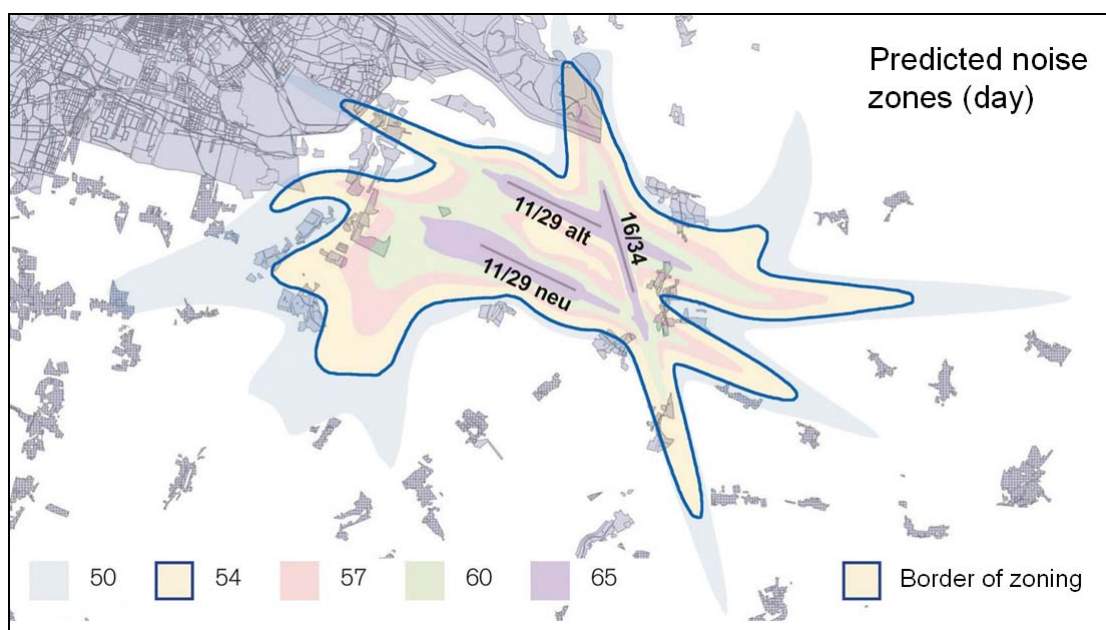 Predicted noise
zones (day)
11/29 alt
16/34
11/29 neu
50 54 57 60 65 Border of zoning